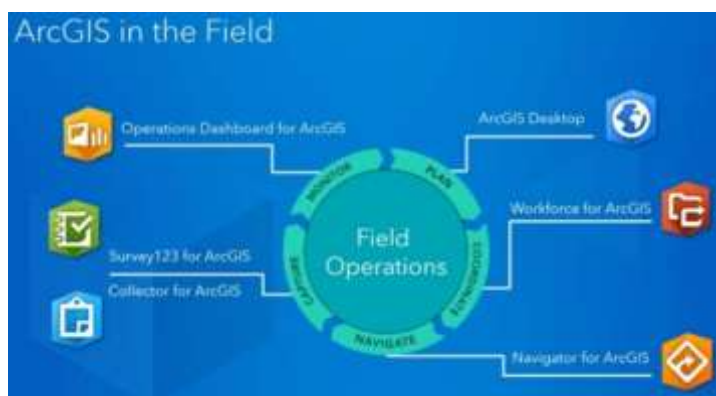 ArcGIS in the Field
Operations Dashboard for ArcGIS
ArcGIS Desktop
MONITOR
PLAN
Workforce for ArcGIS
Field
Operations
Survey123 for ArcGIS
Collector for ArcGIS
CAPTURE
COORDINATE
NAVIGATE
Navigator for ArcGIS